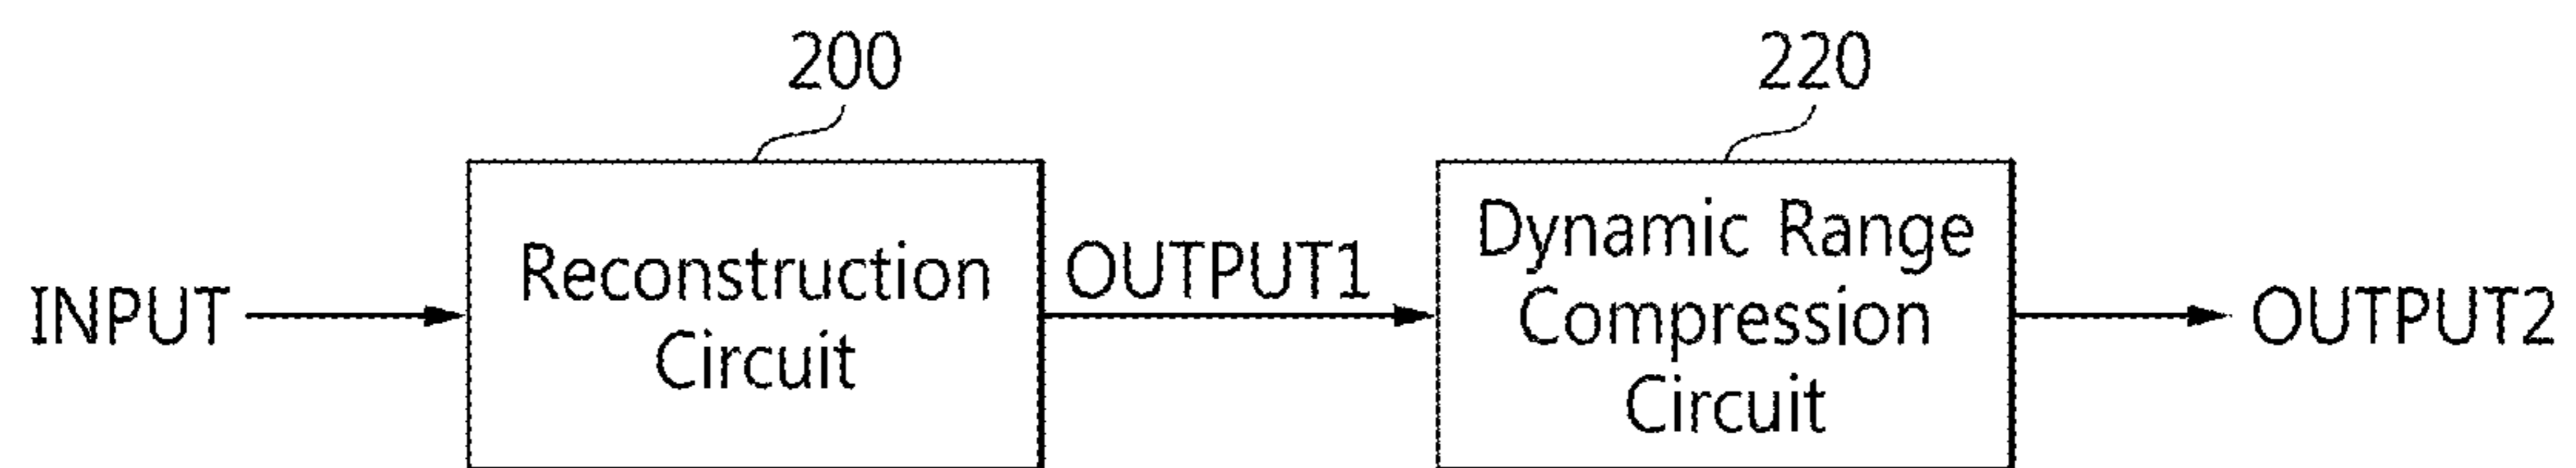 200
220
INPUT
Reconstruction
Circuit
OUTPUT1
Dynamic Range
Compression
Circuit
OUTPUT2